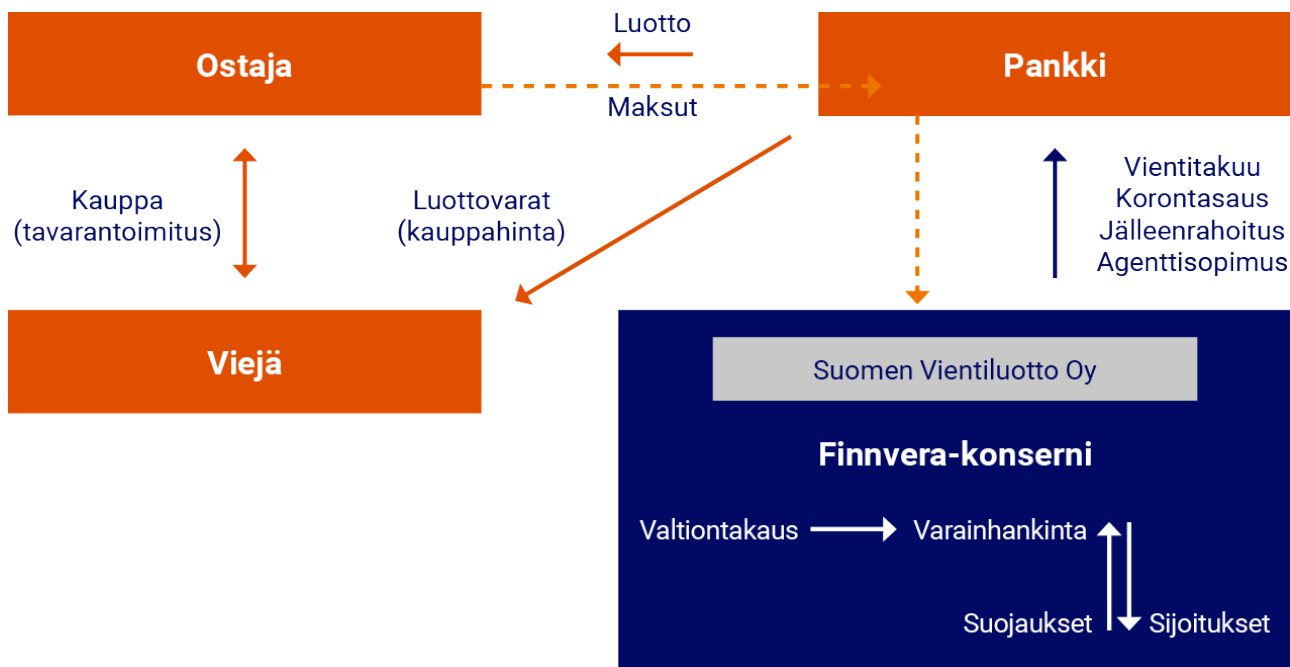 Luotto
Ostaja
Pankki
Maksut
Kauppa
(tavarantoimitus)
Luottovarat
(kauppahinta)
Vientitakuu
Korontasaus
Jälleenrahoitus
Agenttisopimus
Viejä
Suomen Vientiluotto Oy
Finnvera-konserni
Valtiontakaus
Varainhankinta
Suojaukset
Sijoitukset